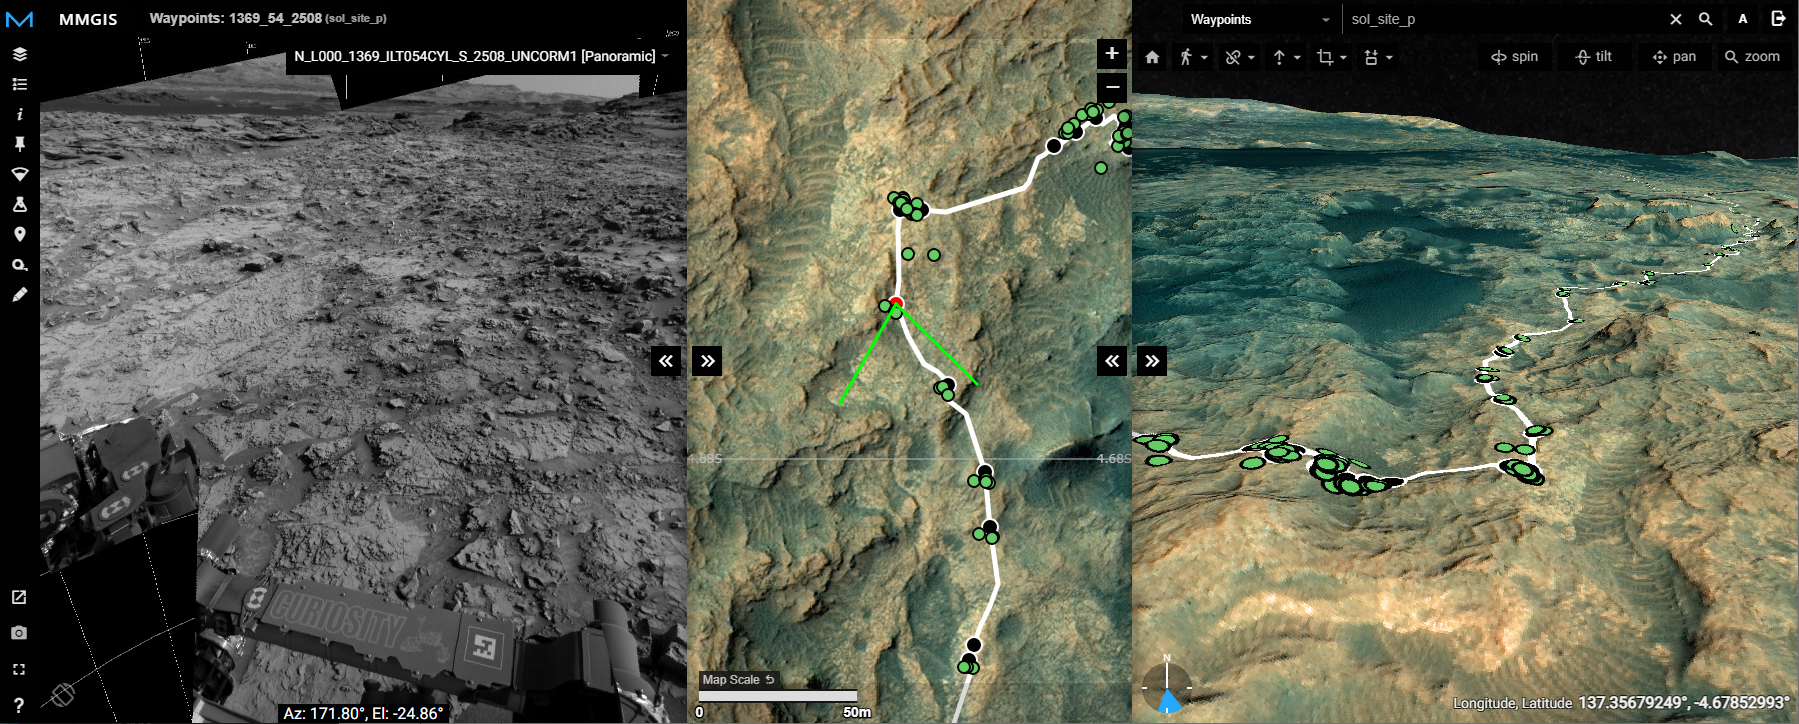 MMGIS
Waypoints: 1369_54_2508 (sol_site_p)
N_L000_1369_ILT054CYL_S_2508_UNCORM1 [Panoramic]
CURIOSITY
Az: 171.80°, El: -24.86°
+
−
4.68S
4.68S
Map Scale
0
50m
Waypoints
sol_site_p
A
spin
tilt
pan
zoom
N
Longitude, Latitude 137.35679249°, -4.67852993°